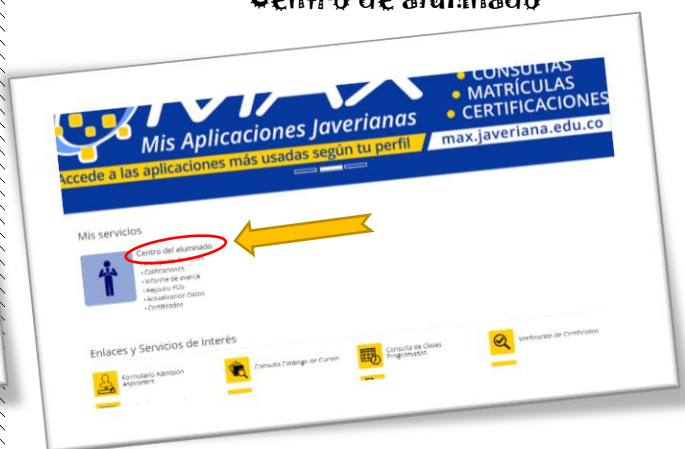 Centro de alumnado
MAX
Mis Aplicaciones Javerianas
Accede a las aplicaciones más usadas según tu perfil
• CONSULTAS
• MATRÍCULAS
• CERTIFICACIONES
max.javeriana.edu.co
Mis servicios
Centro del alumnado
• Calificaciones
• Informe de avance
• Registro PUJ
• Actualización Datos
• Certificados
Enlaces y Servicios de interés
Formulario Admisión
Aspirantes
Consulta Catálogo de Cursos
Consulta de Clases
Programadas
Verificación de Certificados